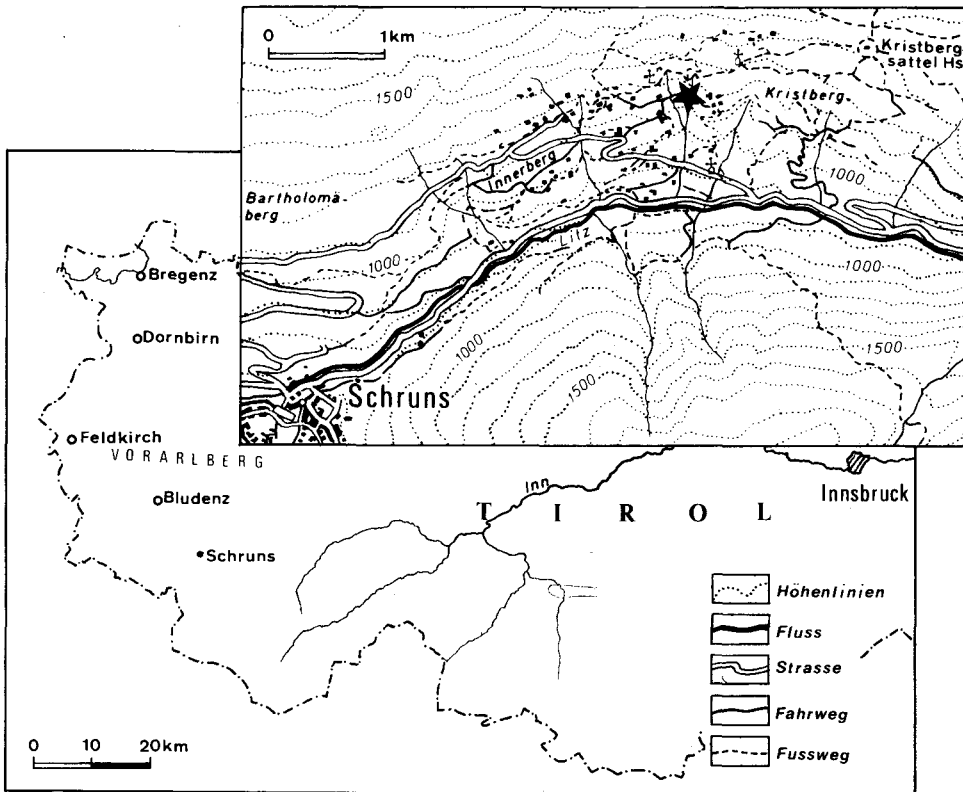 0 1km
Kristberg-
sattel Hs
1500
Kristberg
Innerberg
1000
Bartholomä-
berg
Litz
1000
1000
1000
1500
1500
Schruns
Bregenz
Dornbirn
Feldkirch
VORARLBERG
Bludenz
Schruns
Inn
Innsbruck
TIROL
Höhenlinien
Fluss
Strasse
Fahrweg
Fussweg
0 10 20km